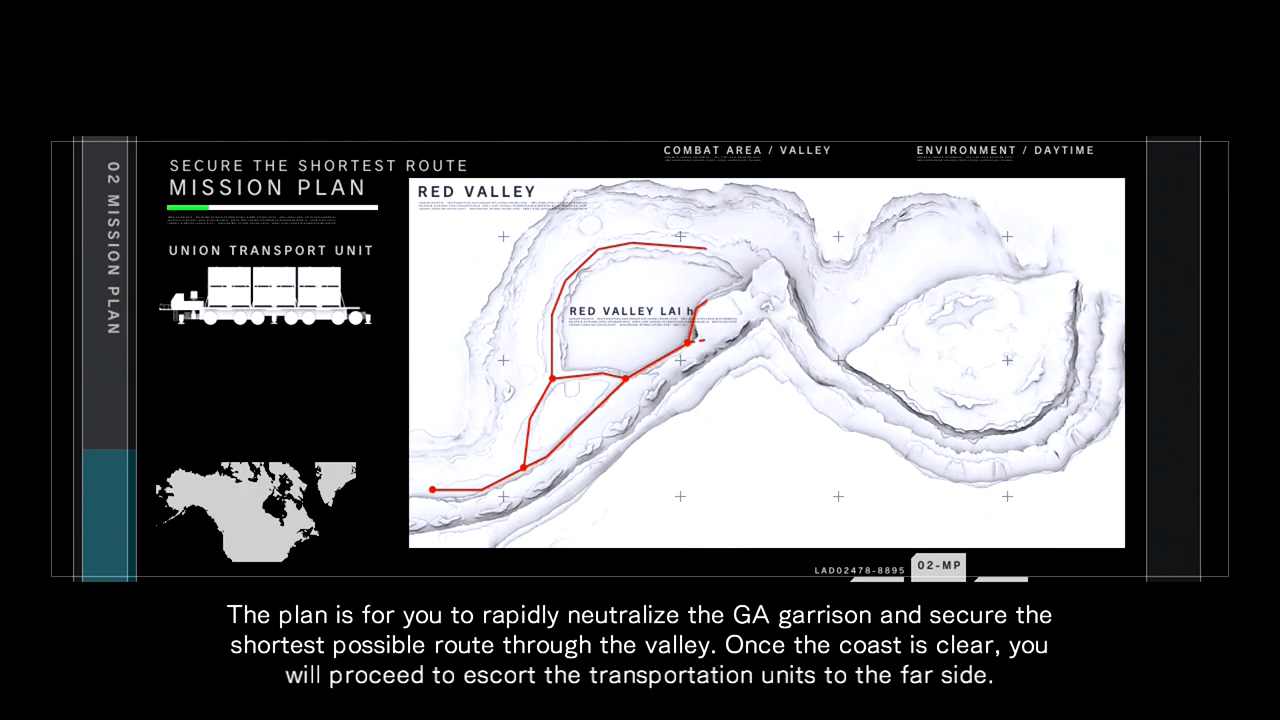 02 MISSION PLAN
SECURE THE SHORTEST ROUTE
MISSION PLAN
UNION TRANSPORT UNIT
COMBAT AREA / VALLEY
ENVIRONMENT / DAYTIME
RED VALLEY
RED VALLEY LAI h
LAD02478-8895
02-MP
The plan is for you to rapidly neutralize the GA garrison and secure the
shortest possible route through the valley. Once the coast is clear, you
will proceed to escort the transportation units to the far side.